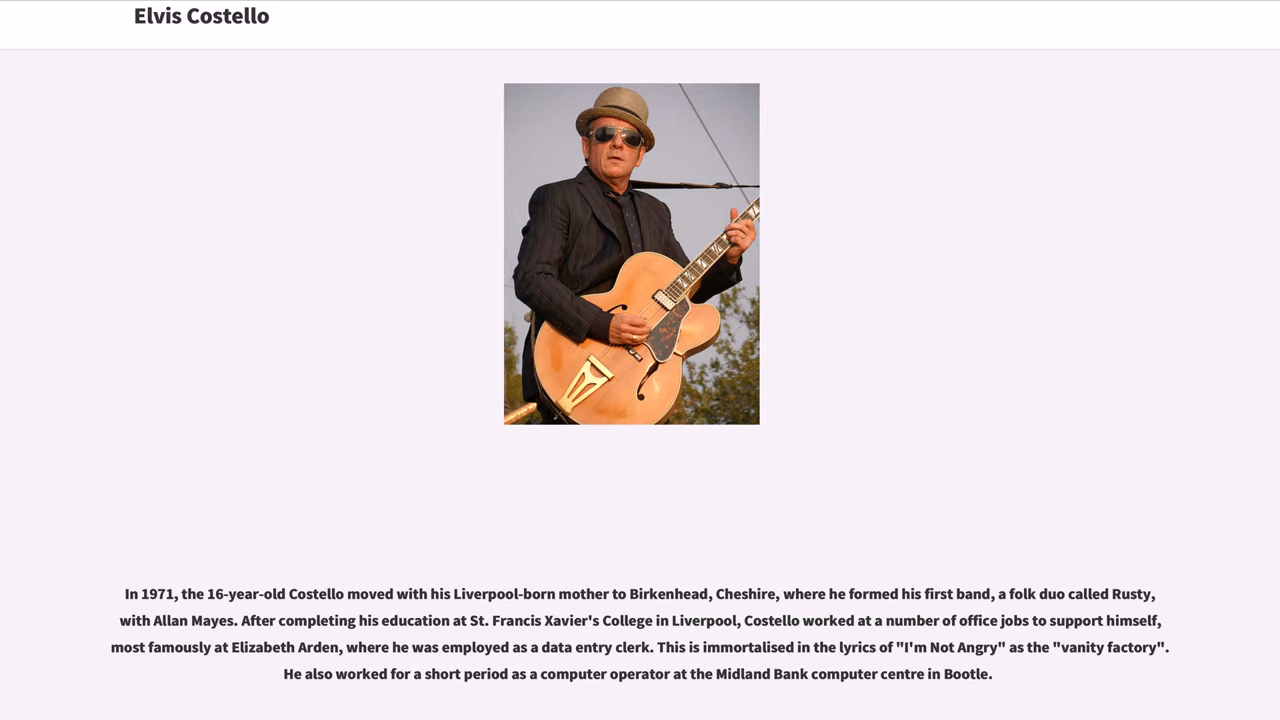 Elvis Costello
In 1971, the 16-year-old Costello moved with his Liverpool-born mother to Birkenhead, Cheshire, where he formed his first band, a folk duo called Rusty,
with Allan Mayes. After completing his education at St. Francis Xavier's College in Liverpool, Costello worked at a number of office jobs to support himself,
most famously at Elizabeth Arden, where he was employed as a data entry clerk. This is immortalised in the lyrics of "I'm Not Angry" as the "vanity factory".
He also worked for a short period as a computer operator at the Midland Bank computer centre in Bootle.